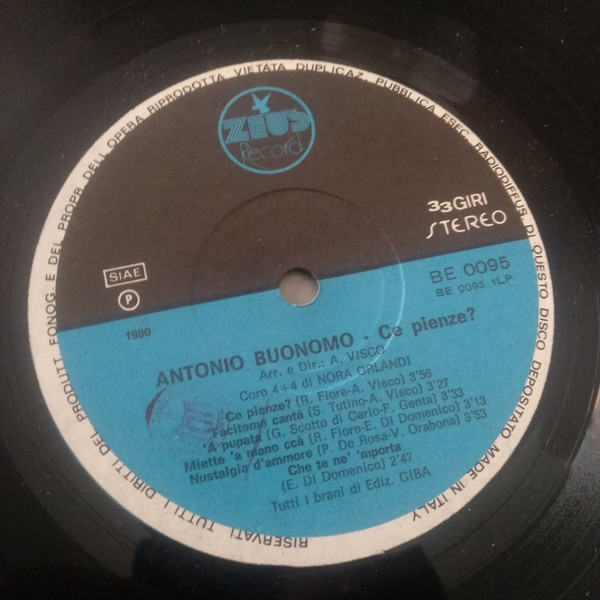 RISERVATI TUTTI I DIRITTI DEI PRODUTT. FONOG. E DEL PROPR. DELL'OPERA RIPRODOTTA VIETATA DUPLICAZ. PUBBLICA ESEC. RADIODIFFUS. DI QUESTO DISCO DEPOSITATO MADE IN ITALY
ZEUS
Record
33GIRI
STEREO
SIAE
P
1980
BE 0095
BE 0095 1LP
ANTONIO BUONOMO - Ce pienze?
Arr. e Dir.: A. VISCO
Coro 4+4 di NORA ORLANDI
Ce pienze? (R. Fiore-A. Visco) 3'56
Faciteme cantà (S. Tutino-A. Visco) 3'27
'A pupata (G. Scotto di Carlo-F. Genta) 3'33
Miette 'a mano ccà (R. Fiore-E. Di Domenico) 3'13
Nustalgia d'ammore (P. De Rosa-V. Orabona) 3'53
Che te ne' 'mporta
(E. Di Domenico) 2'47
Tutti i brani di Ediz. GIBA